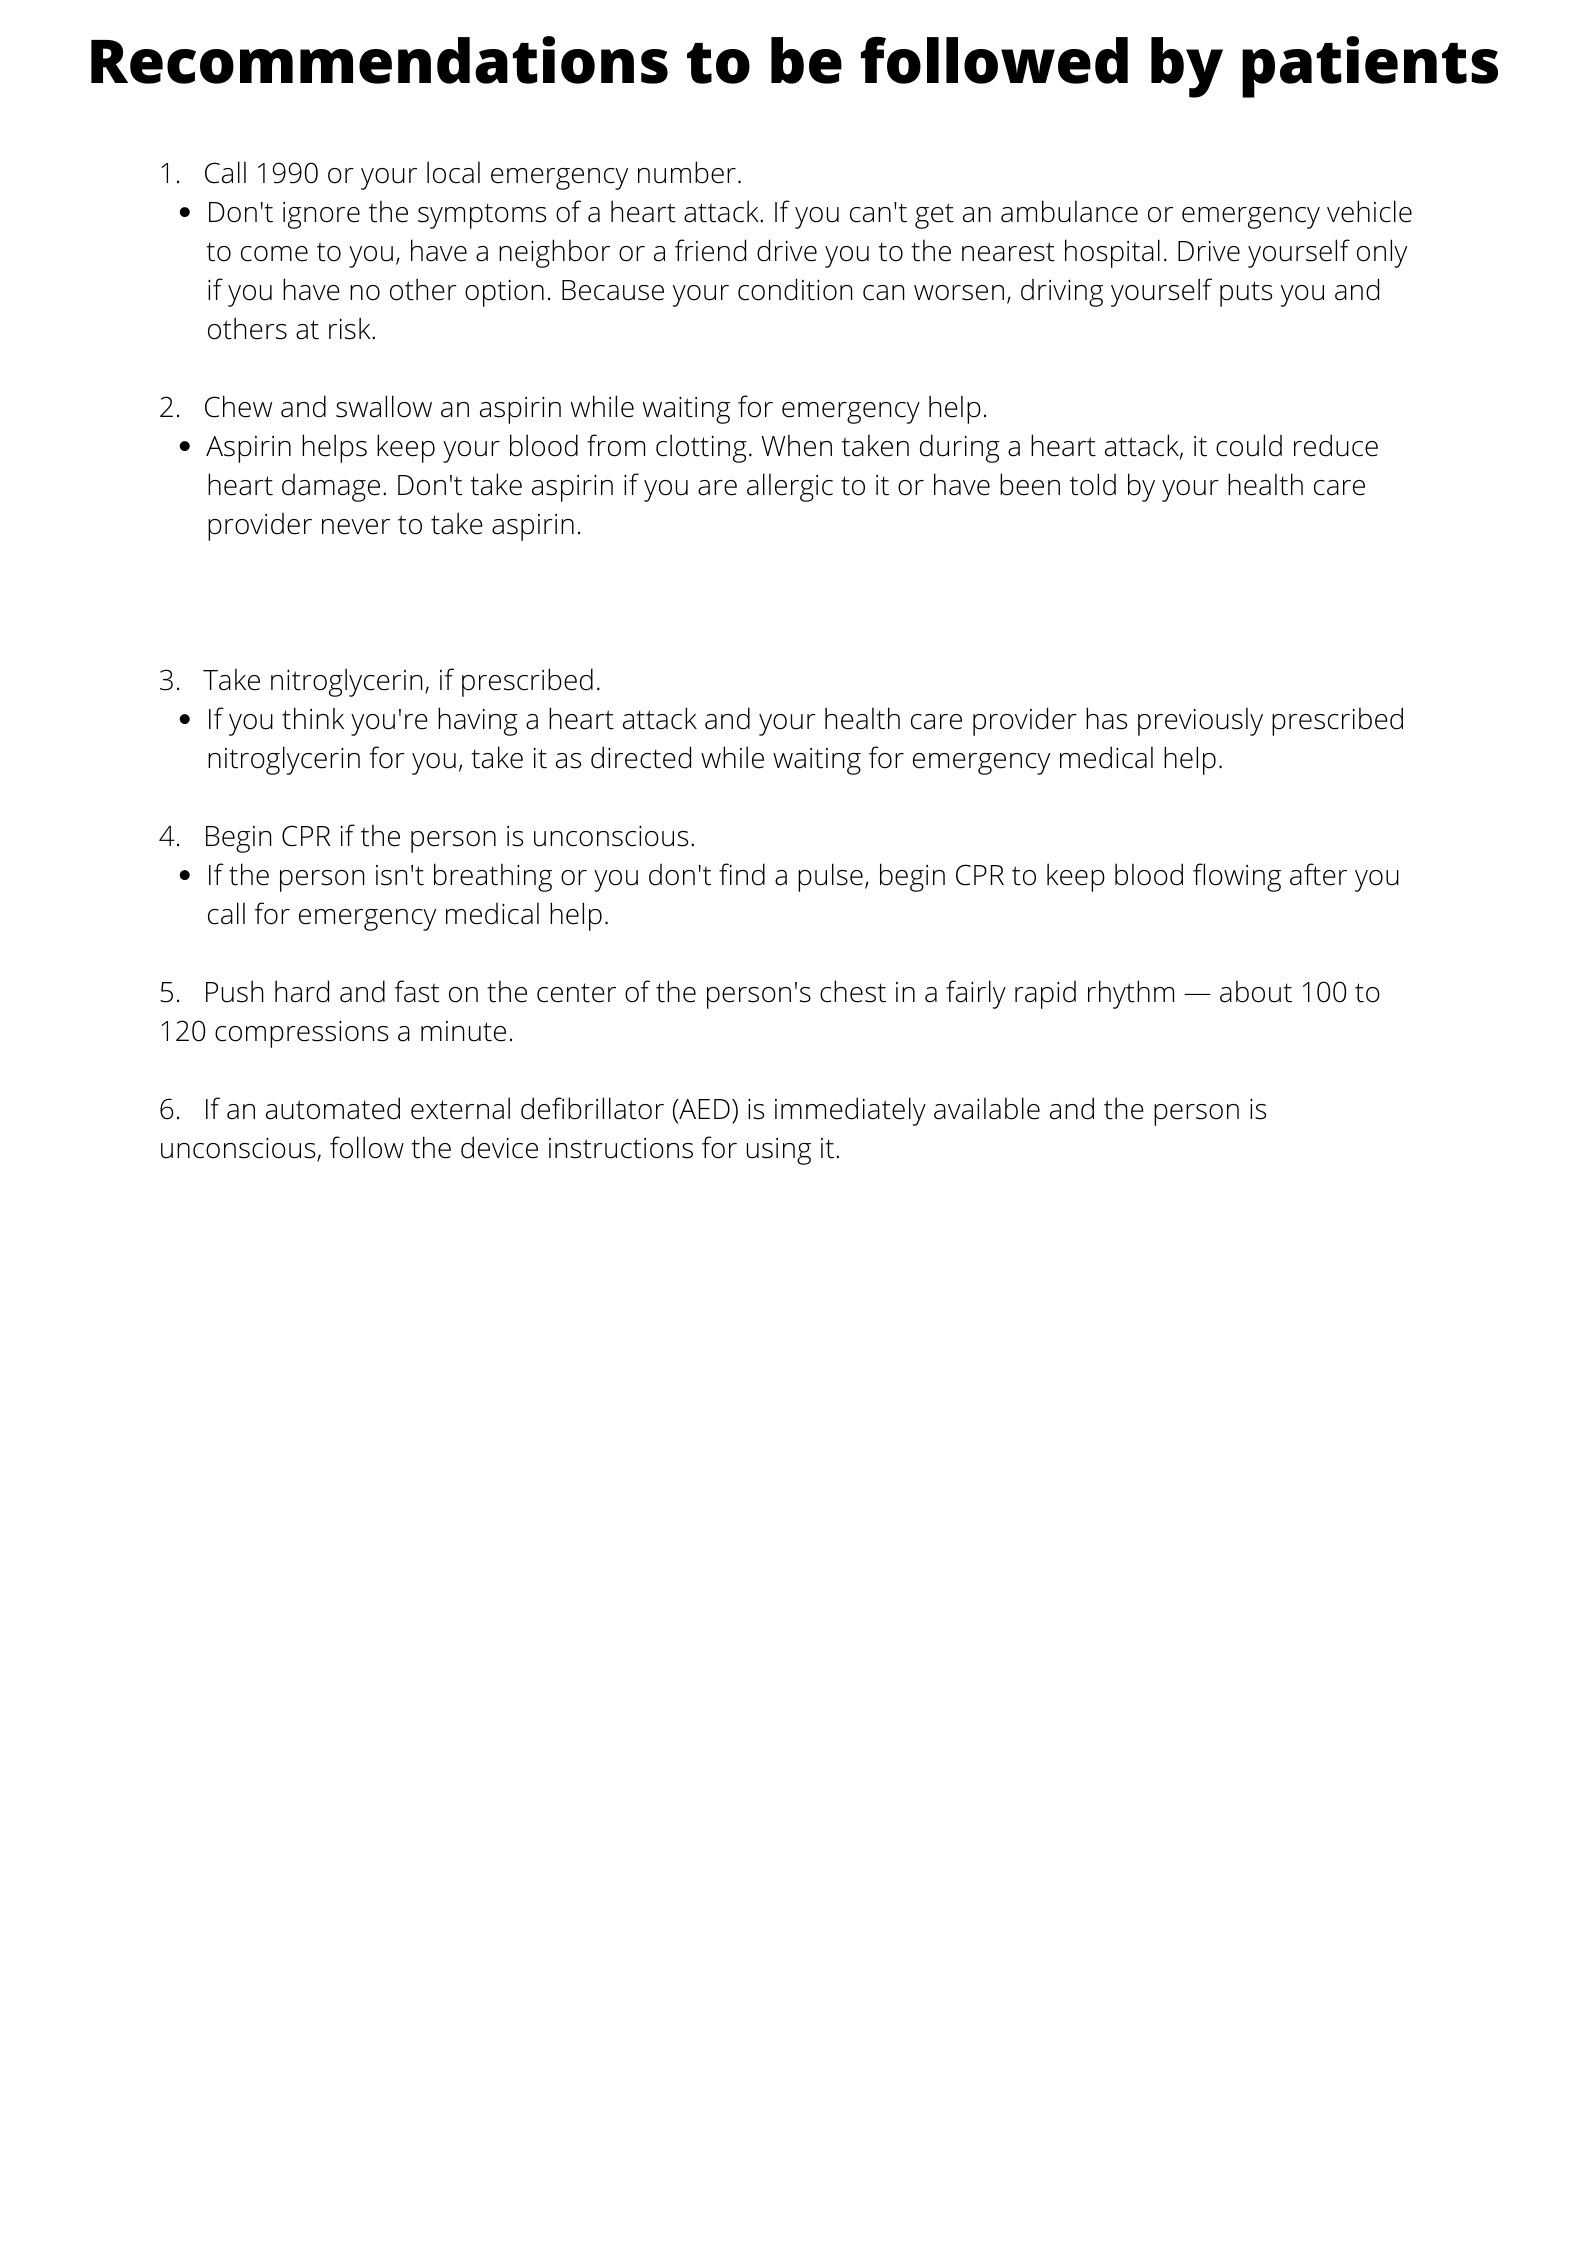 Recommendations to be followed by patients
1. Call 1990 or your local emergency number.
• Don't ignore the symptoms of a heart attack. If you can't get an ambulance or emergency vehicle
to come to you, have a neighbor or a friend drive you to the nearest hospital. Drive yourself only
if you have no other option. Because your condition can worsen, driving yourself puts you and
others at risk.
2. Chew and swallow an aspirin while waiting for emergency help.
• Aspirin helps keep your blood from clotting. When taken during a heart attack, it could reduce
heart damage. Don't take aspirin if you are allergic to it or have been told by your health care
provider never to take aspirin.
3. Take nitroglycerin, if prescribed.
• If you think you're having a heart attack and your health care provider has previously prescribed
nitroglycerin for you, take it as directed while waiting for emergency medical help.
4. Begin CPR if the person is unconscious.
• If the person isn't breathing or you don't find a pulse, begin CPR to keep blood flowing after you
call for emergency medical help.
5. Push hard and fast on the center of the person's chest in a fairly rapid rhythm — about 100 to
120 compressions a minute.
6. If an automated external defibrillator (AED) is immediately available and the person is
unconscious, follow the device instructions for using it.